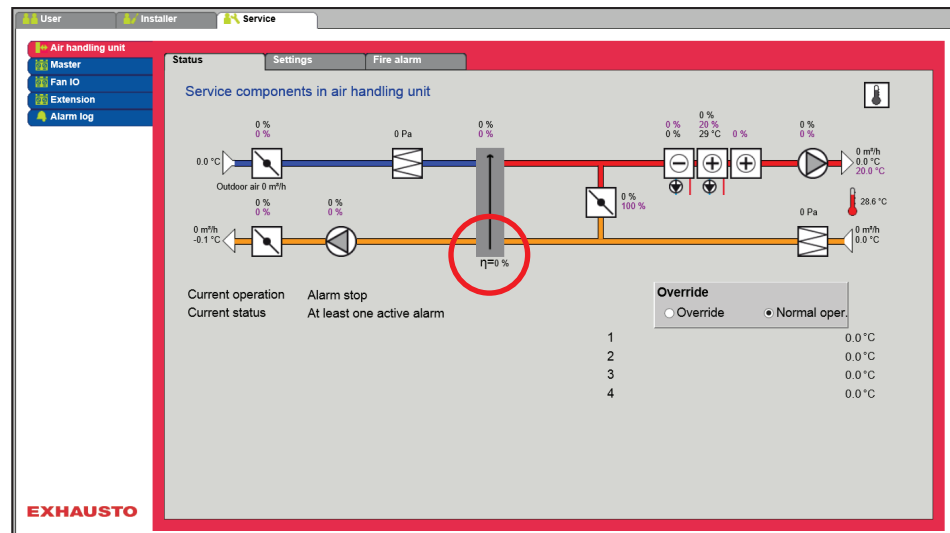 User
Installer
Service
Air handling unit
Master
Fan IO
Extension
Alarm log
Status
Settings
Fire alarm
Service components in air handling unit
0 %
0 %
0 Pa
0 %
0 %
0 %
0 %
0 %
20 %
29 °C
0 %
0 %
0 %
0.0 °C
Outdoor air 0 m³/h
0 m³/h
0.0 °C
20.0 °C
0 %
100 %
28.6 °C
0 %
0 %
0 %
0 %
0 Pa
0 m³/h
-0.1 °C
0 m³/h
0.0 °C
η=0 %
Current operation Alarm stop
Current status At least one active alarm
Override
Override Normal oper.
1 0.0 °C
2 0.0 °C
3 0.0 °C
4 0.0 °C
EXHAUSTO